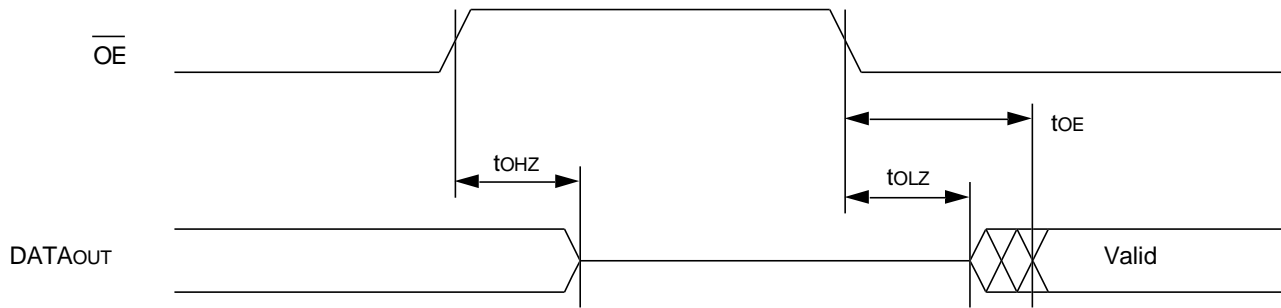 OE
tOE
tOHZ
tOLZ
DATAOUT
Valid